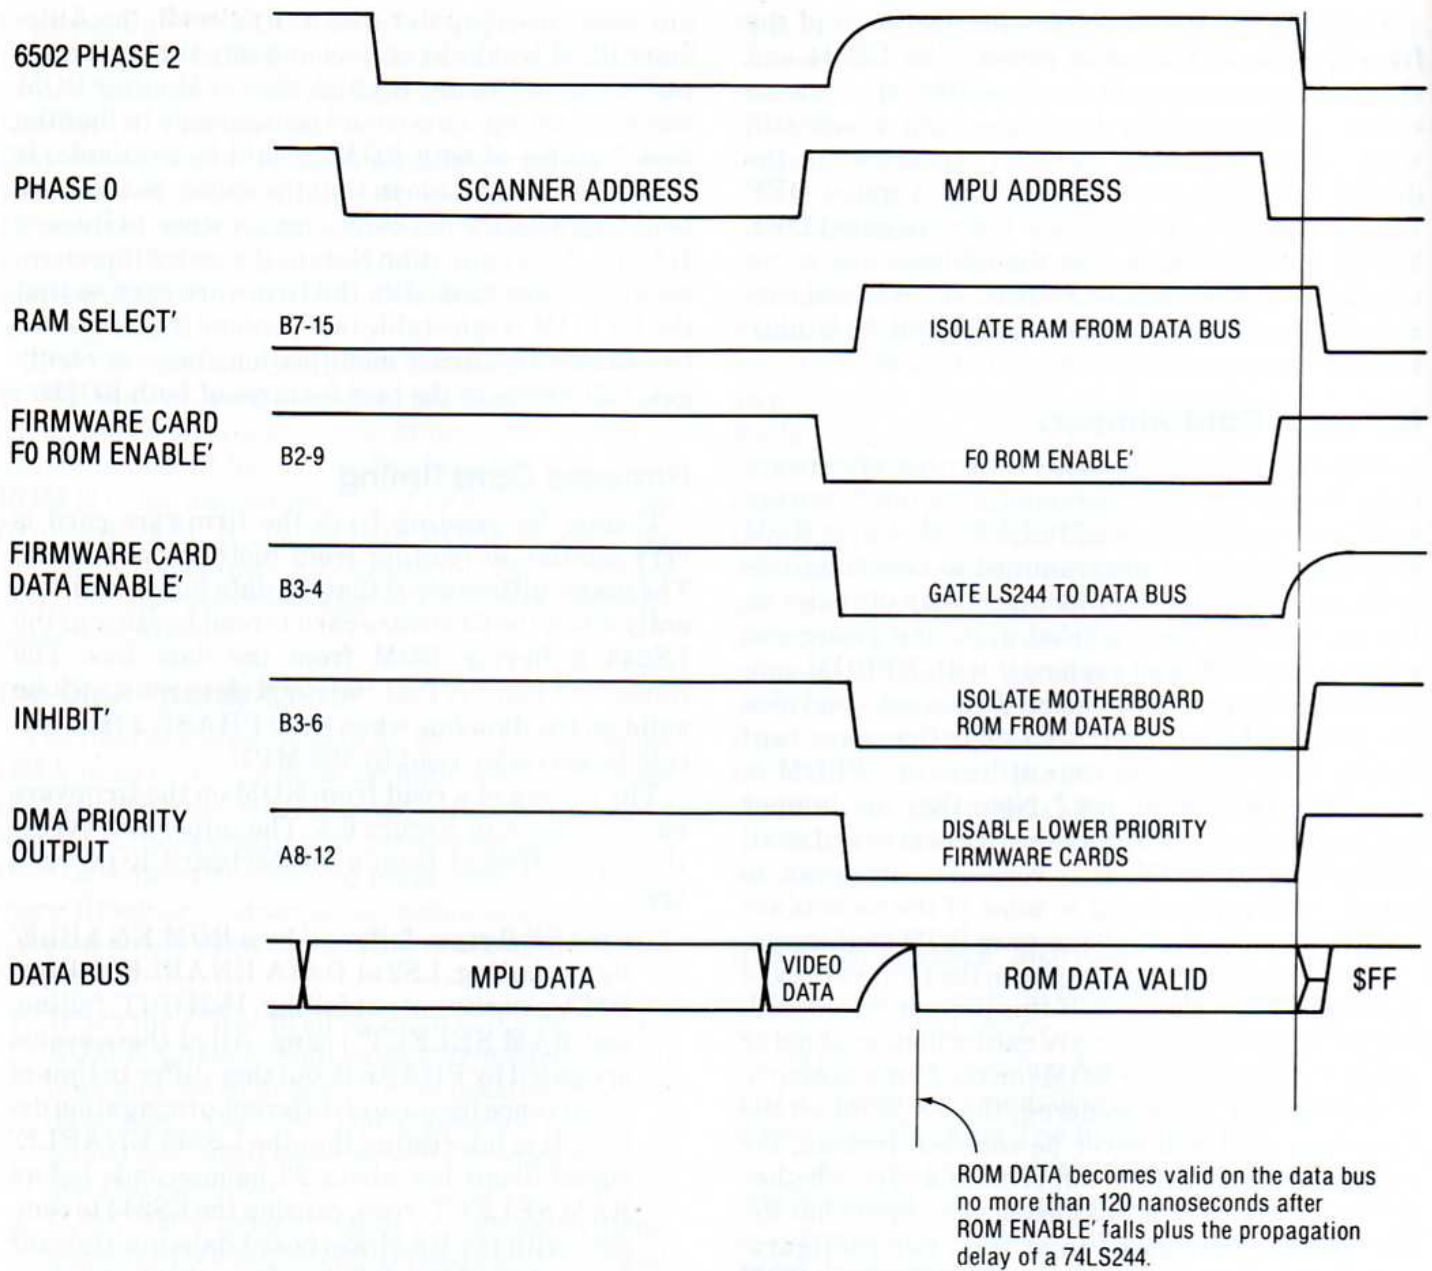 6502 PHASE 2
PHASE 0
SCANNER ADDRESS
MPU ADDRESS
RAM SELECT'
B7-15
ISOLATE RAM FROM DATA BUS
FIRMWARE CARD
F0 ROM ENABLE'
B2-9
F0 ROM ENABLE'
FIRMWARE CARD
DATA ENABLE'
B3-4
GATE LS244 TO DATA BUS
INHIBIT'
B3-6
ISOLATE MOTHERBOARD
ROM FROM DATA BUS
DMA PRIORITY
OUTPUT
A8-12
DISABLE LOWER PRIORITY
FIRMWARE CARDS
DATA BUS
MPU DATA
VIDEO
DATA
ROM DATA VALID
$FF
ROM DATA becomes valid on the data bus
no more than 120 nanoseconds after
ROM ENABLE' falls plus the propagation
delay of a 74LS244.